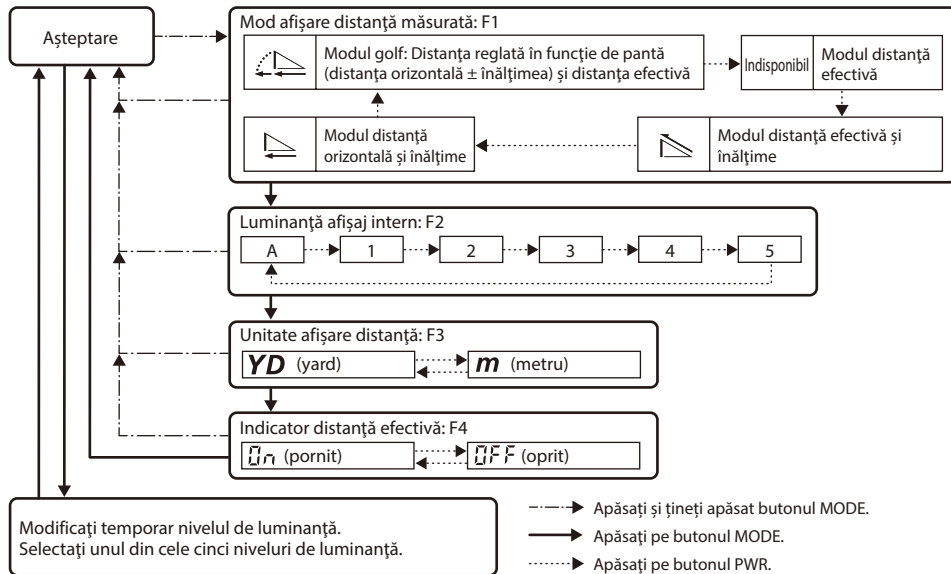 Așteptare
Mod afișare distanță măsurată: F1
Modul golf: Distanța reglată în funcție de pantă
(distanța orizontală ± înălțimea) și distanța efectivă
Indisponibil
Modul distanță
efectivă
Modul distanță
orizontală și înălțime
Modul distanță efectivă și
înălțime
Luminanță afișaj intern: F2
A
1
2
3
4
5
Unitate afișare distanță: F3
YD (yard)
m (metru)
Indicator distanță efectivă: F4
On (pornit)
OFF (oprit)
Modificați temporar nivelul de luminanță.
Selectați unul din cele cinci niveluri de luminanță.
Apăsați și țineți apăsat butonul MODE.
Apăsați pe butonul MODE.
Apăsați pe butonul PWR.